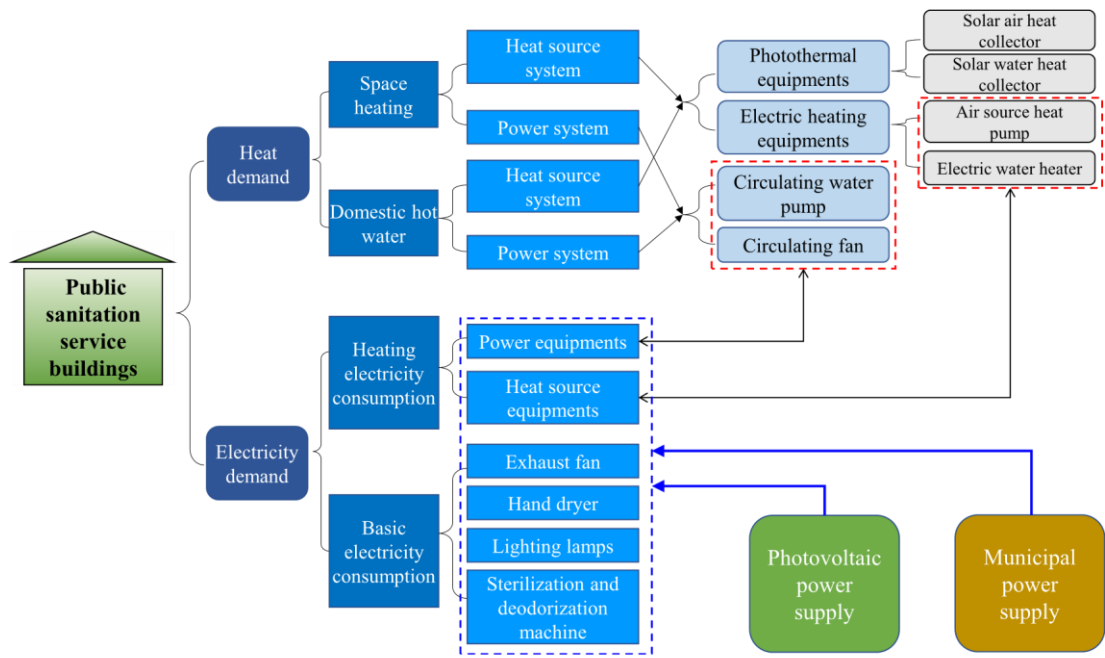 Public
sanitation
service
buildings
Heat
demand
Electricity
demand
Space
heating
Domestic hot
water
Heating
electricity
consumption
Basic
electricity
consumption
Heat source
system
Power system
Heat source
system
Power system
Power equipments
Heat source
equipments
Exhaust fan
Hand dryer
Lighting lamps
Sterilization and
deodorization
machine
Photothermal
equipments
Electric heating
equipments
Circulating water
pump
Circulating fan
Solar air heat
collector
Solar water heat
collector
Air source heat
pump
Electric water heater
Photovoltaic
power
supply
Municipal
power
supply